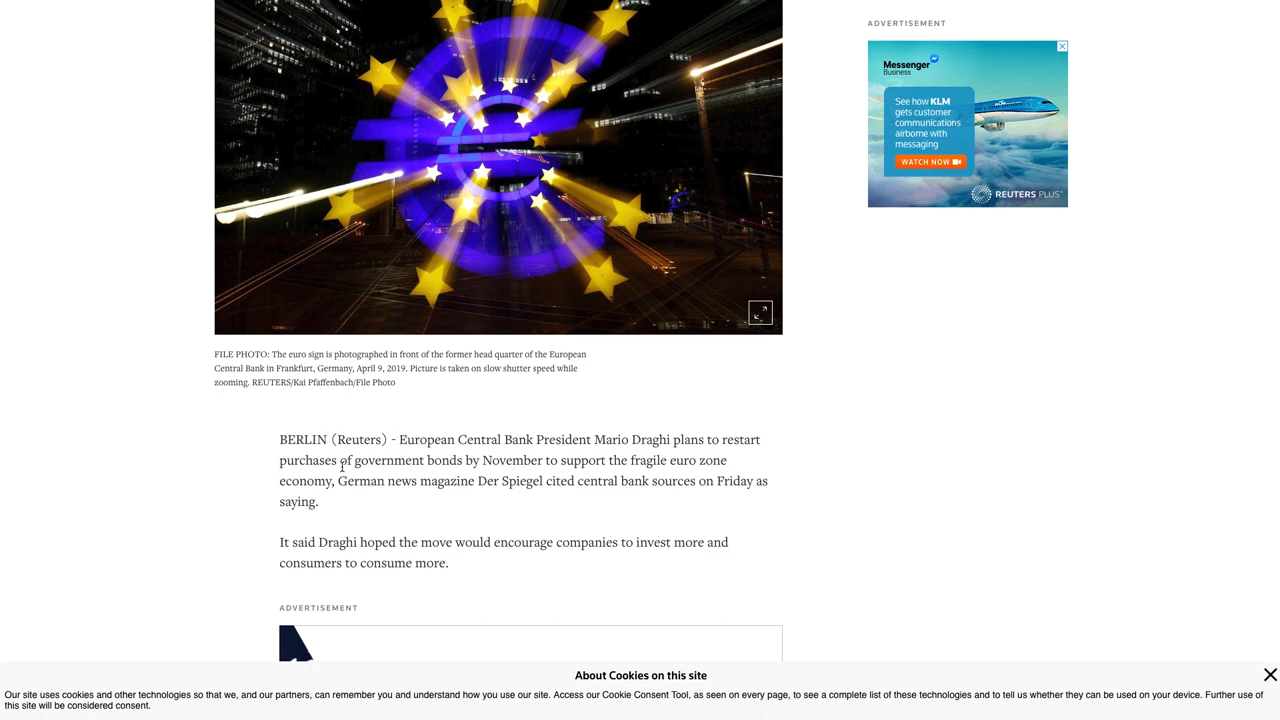 ADVERTISEMENT
Messenger
Business
See how KLM
gets customer
communications
airborne with
messaging
WATCH NOW
REUTERS PLUS
FILE PHOTO: The euro sign is photographed in front of the former head quarter of the European
Central Bank in Frankfurt, Germany, April 9, 2019. Picture is taken on slow shutter speed while
zooming. REUTERS/Kai Pfaffenbach/File Photo
BERLIN (Reuters) - European Central Bank President Mario Draghi plans to restart
purchases of government bonds by November to support the fragile euro zone
economy, German news magazine Der Spiegel cited central bank sources on Friday as
saying.
It said Draghi hoped the move would encourage companies to invest more and
consumers to consume more.
ADVERTISEMENT
About Cookies on this site
Our site uses cookies and other technologies so that we, and our partners, can remember you and understand how you use our site. Access our Cookie Consent Tool, as seen on every page, to see a complete list of these technologies and to tell us whether they can be used on your device. Further use of
this site will be considered consent.